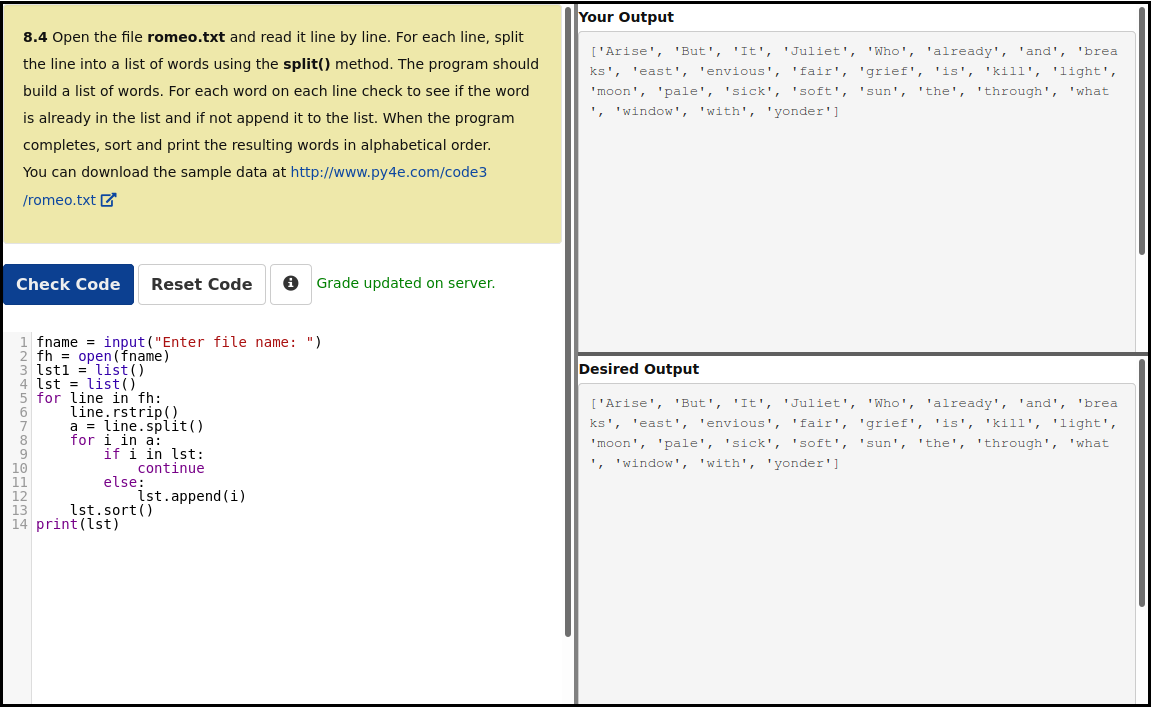 8.4 Open the file romeo.txt and read it line by line. For each line, split
the line into a list of words using the split() method. The program should
build a list of words. For each word on each line check to see if the word
is already in the list and if not append it to the list. When the program
completes, sort and print the resulting words in alphabetical order.
You can download the sample data at http://www.py4e.com/code3
/romeo.txt
Check Code Reset Code Grade updated on server.
1 fname = input("Enter file name: ")
2 fh = open(fname)
3 lst1 = list()
4 lst = list()
5 for line in fh:
6     line.rstrip()
7     a = line.split()
8     for i in a:
9         if i in lst:
10             continue
11         else:
12             lst.append(i)
13     lst.sort()
14 print(lst)
Your Output
['Arise', 'But', 'It', 'Juliet', 'Who', 'already', 'and', 'brea
ks', 'east', 'envious', 'fair', 'grief', 'is', 'kill', 'light',
'moon', 'pale', 'sick', 'soft', 'sun', 'the', 'through', 'what
', 'window', 'with', 'yonder']
Desired Output
['Arise', 'But', 'It', 'Juliet', 'Who', 'already', 'and', 'brea
ks', 'east', 'envious', 'fair', 'grief', 'is', 'kill', 'light',
'moon', 'pale', 'sick', 'soft', 'sun', 'the', 'through', 'what
', 'window', 'with', 'yonder']